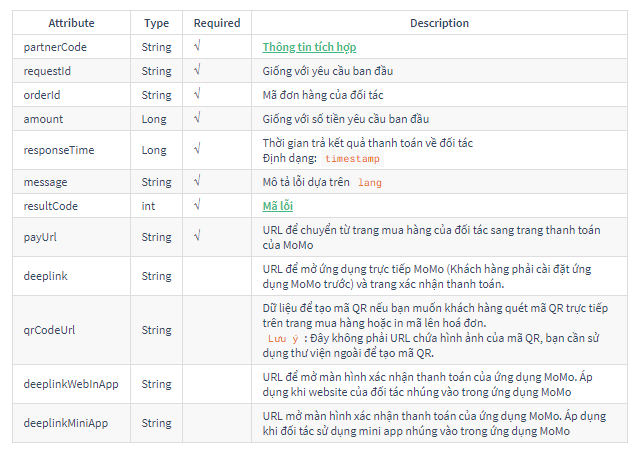 Attribute Type Required Description
partnerCode String √ Thông tin tích hợp
requestId String √ Giống với yêu cầu ban đầu
orderId String √ Mã đơn hàng của đối tác
amount Long √ Giống với số tiền yêu cầu ban đầu
responseTime Long √ Thời gian trả kết quả thanh toán về đối tác
Định dạng: timestamp
message String √ Mô tả lỗi dựa trên lang
resultCode int √ Mã lỗi
payUrl String √ URL để chuyển từ trang mua hàng của đối tác sang trang thanh toán
của MoMo
deeplink String URL để mở ứng dụng trực tiếp MoMo (Khách hàng phải cài đặt ứng
dụng MoMo trước) và trang xác nhận thanh toán.
qrCodeUrl String Dữ liệu để tạo mã QR nếu bạn muốn khách hàng quét mã QR trực tiếp
trên trang mua hàng hoặc in mã lên hoá đơn.
Lưu ý : Đây không phải URL chứa hình ảnh của mã QR, bạn cần sử
dụng thư viện ngoài để tạo mã QR.
deeplinkWebInApp String URL để mở màn hình xác nhận thanh toán của ứng dụng MoMo. Áp
dụng khi website của đối tác nhúng vào trong ứng dụng MoMo
deeplinkMiniApp String URL mở màn hình xác nhận thanh toán của ứng dụng MoMo. Áp dụng
khi đối tác sử dụng mini app nhúng vào trong ứng dụng MoMo